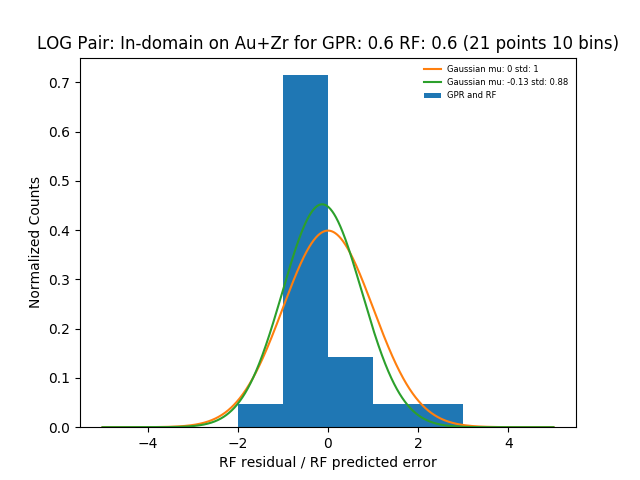 LOG Pair: In-domain on Au+Zr for GPR: 0.6 RF: 0.6 (21 points 10 bins)
Gaussian mu: 0 std: 1
Gaussian mu: -0.13 std: 0.88
GPR and RF
Normalized Counts
0.7
0.6
0.5
0.4
0.3
0.2
0.1
0.0
−4
−2
0
2
4
RF residual / RF predicted error